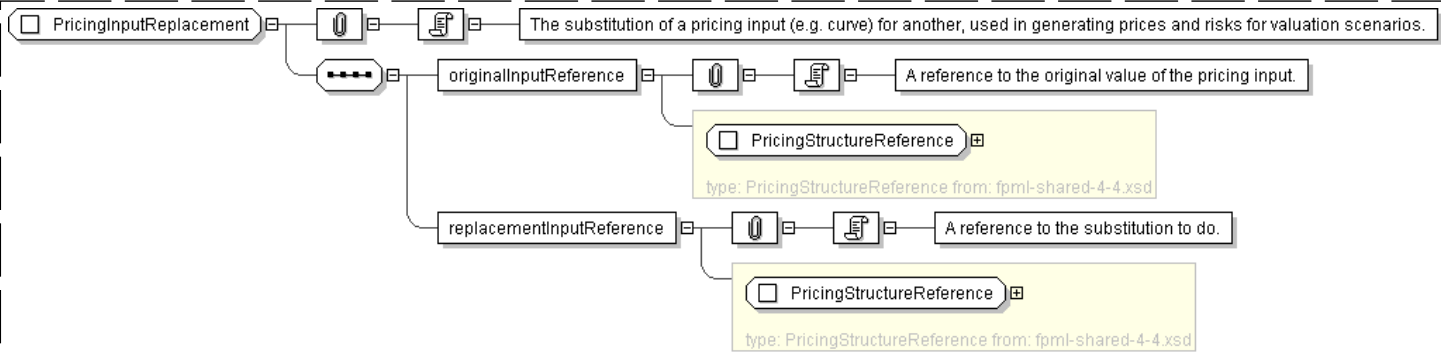 PricingInputReplacement
The substitution of a pricing input (e.g. curve) for another, used in generating prices and risks for valuation scenarios.
originalInputReference
A reference to the original value of the pricing input.
PricingStructureReference
type: PricingStructureReference from: fpml-shared-4-4.xsd
replacementInputReference
A reference to the substitution to do.
PricingStructureReference
type: PricingStructureReference from: fpml-shared-4-4.xsd